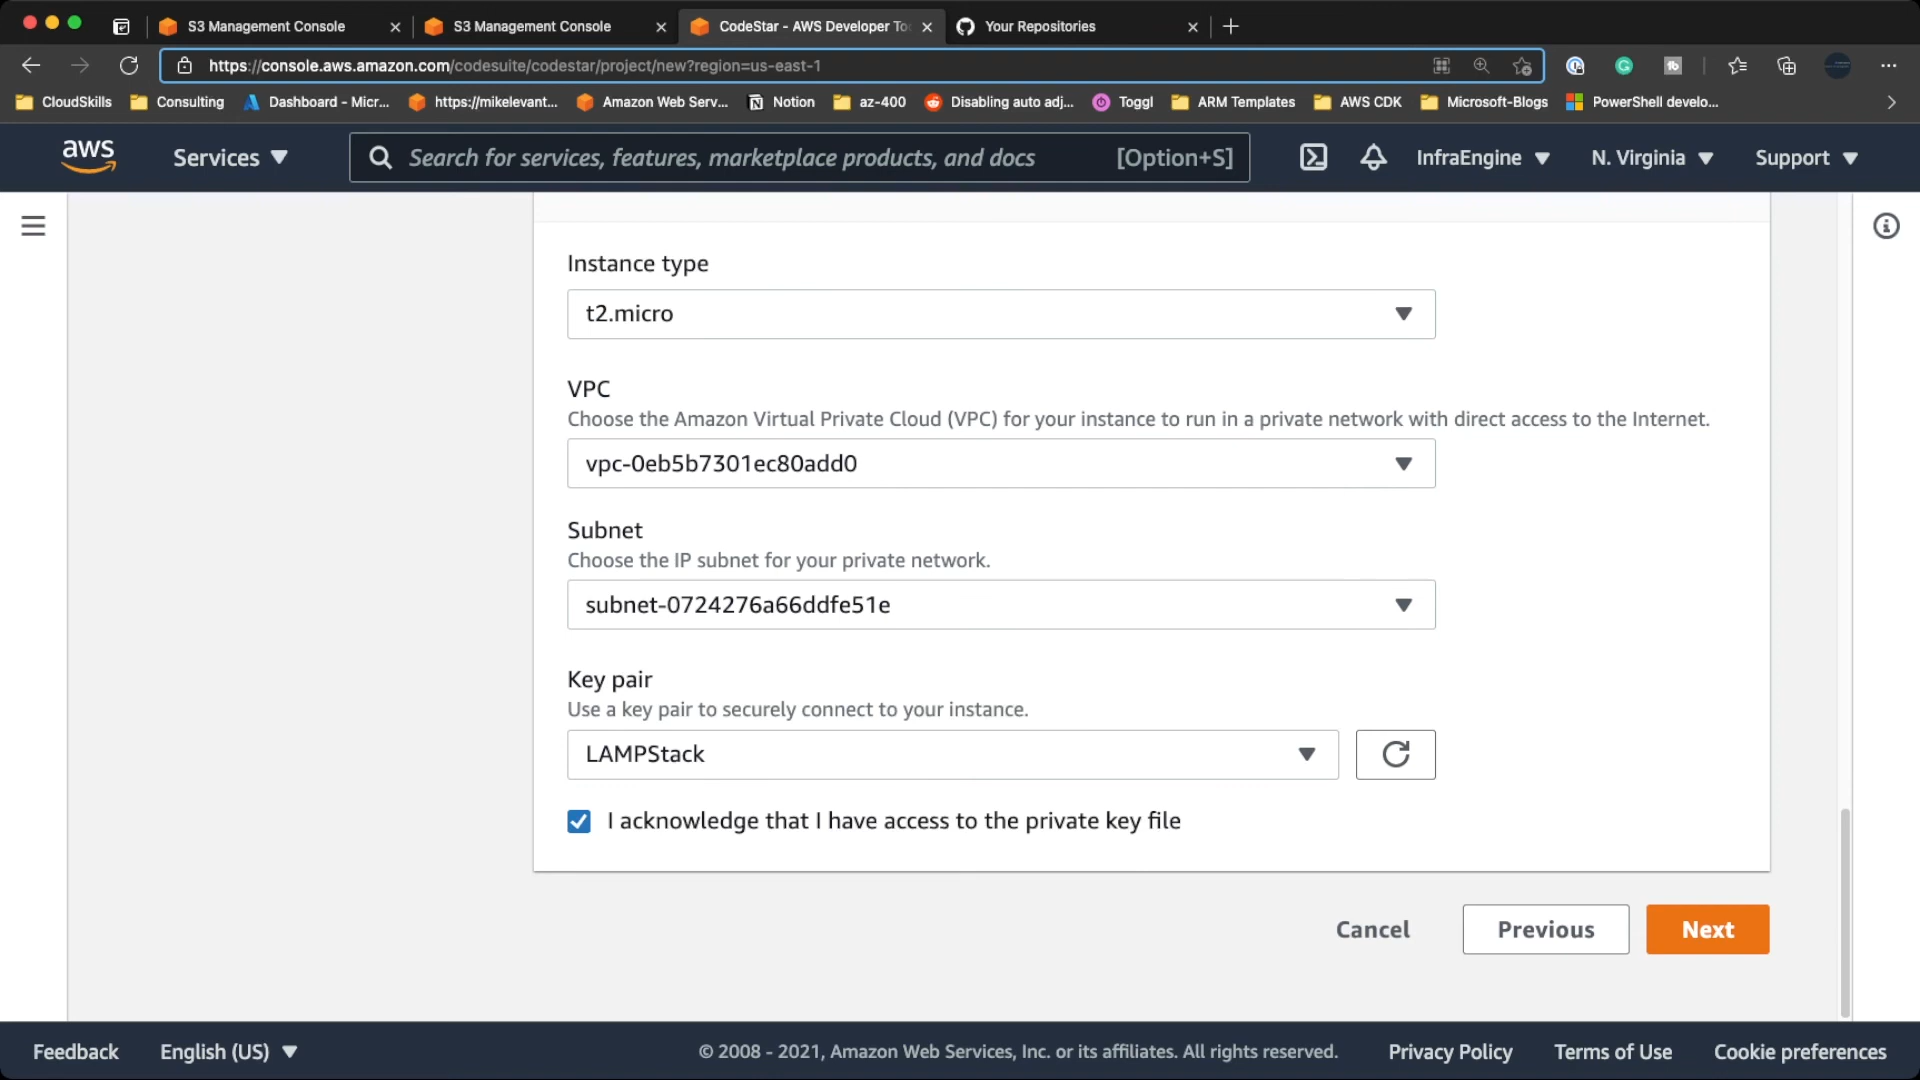 S3 Management Console
S3 Management Console
CodeStar - AWS Developer To
Your Repositories
https://console.aws.amazon.com/codesuite/codestar/project/new?region=us-east-1
CloudSkills
Consulting
Dashboard - Micr...
https://mikelevant...
Amazon Web Serv...
Notion
az-400
Disabling auto adj...
Toggl
ARM Templates
AWS CDK
Microsoft-Blogs
PowerShell develo...
aws
Services
Search for services, features, marketplace products, and docs
[Option+S]
InfraEngine
N. Virginia
Support
Instance type
t2.micro
VPC
Choose the Amazon Virtual Private Cloud (VPC) for your instance to run in a private network with direct access to the Internet.
vpc-0eb5b7301ec80add0
Subnet
Choose the IP subnet for your private network.
subnet-0724276a66ddfe51e
Key pair
Use a key pair to securely connect to your instance.
LAMPStack
I acknowledge that I have access to the private key file
Cancel
Previous
Next
Feedback
English (US)
© 2008 - 2021, Amazon Web Services, Inc. or its affiliates. All rights reserved.
Privacy Policy
Terms of Use
Cookie preferences